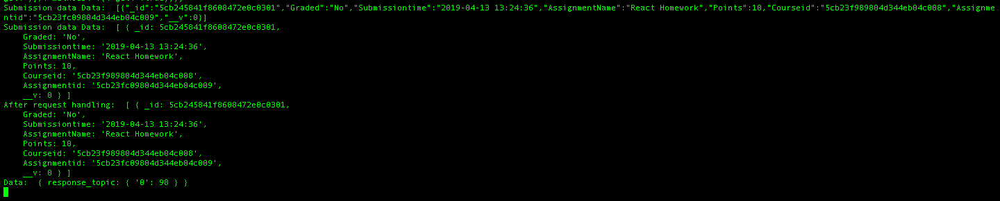 Submission data Data:  [{"_id":"5cb245841f8608472e0c0301","Graded":"No","Submissiontime":"2019-04-13 13:24:36","AssignmentName":"React Homework","Points":10,"Courseid":"5cb23f989804d344eb04c008","Assignme
ntid":"5cb23fc09804d344eb04c009","__v":0}]
Submission data Data:  [ { _id: 5cb245841f8608472e0c0301,
    Graded: 'No',
    Submissiontime: '2019-04-13 13:24:36',
    AssignmentName: 'React Homework',
    Points: 10,
    Courseid: '5cb23f989804d344eb04c008',
    Assignmentid: '5cb23fc09804d344eb04c009',
    __v: 0 } ]
After request handling:  [ { _id: 5cb245841f8608472e0c0301,
    Graded: 'No',
    Submissiontime: '2019-04-13 13:24:36',
    AssignmentName: 'React Homework',
    Points: 10,
    Courseid: '5cb23f989804d344eb04c008',
    Assignmentid: '5cb23fc09804d344eb04c009',
    __v: 0 } ]
Data:  { response_topic: { '0': 98 } }